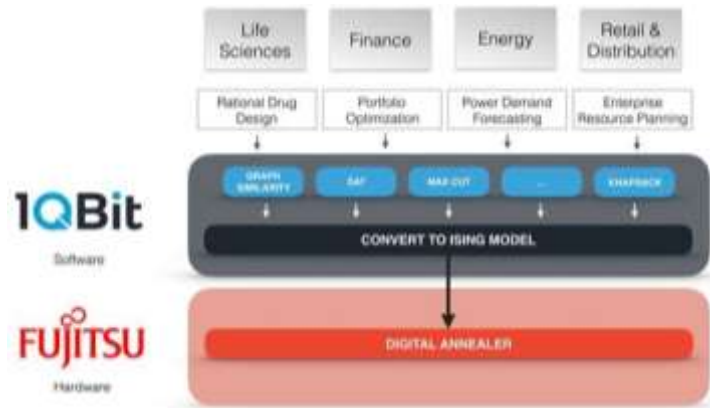 Life
Sciences
Finance
Energy
Retail &
Distribution
Rational Drug
Design
Portfolio
Optimization
Power Demand
Forecasting
Enterprise
Resource Planning
GRAPH
SIMILARITY
SAT
MAX CUT
...
KNAPSACK
1QBit
CONVERT TO ISING MODEL
Software
FUJITSU
DIGITAL ANNEALER
Hardware